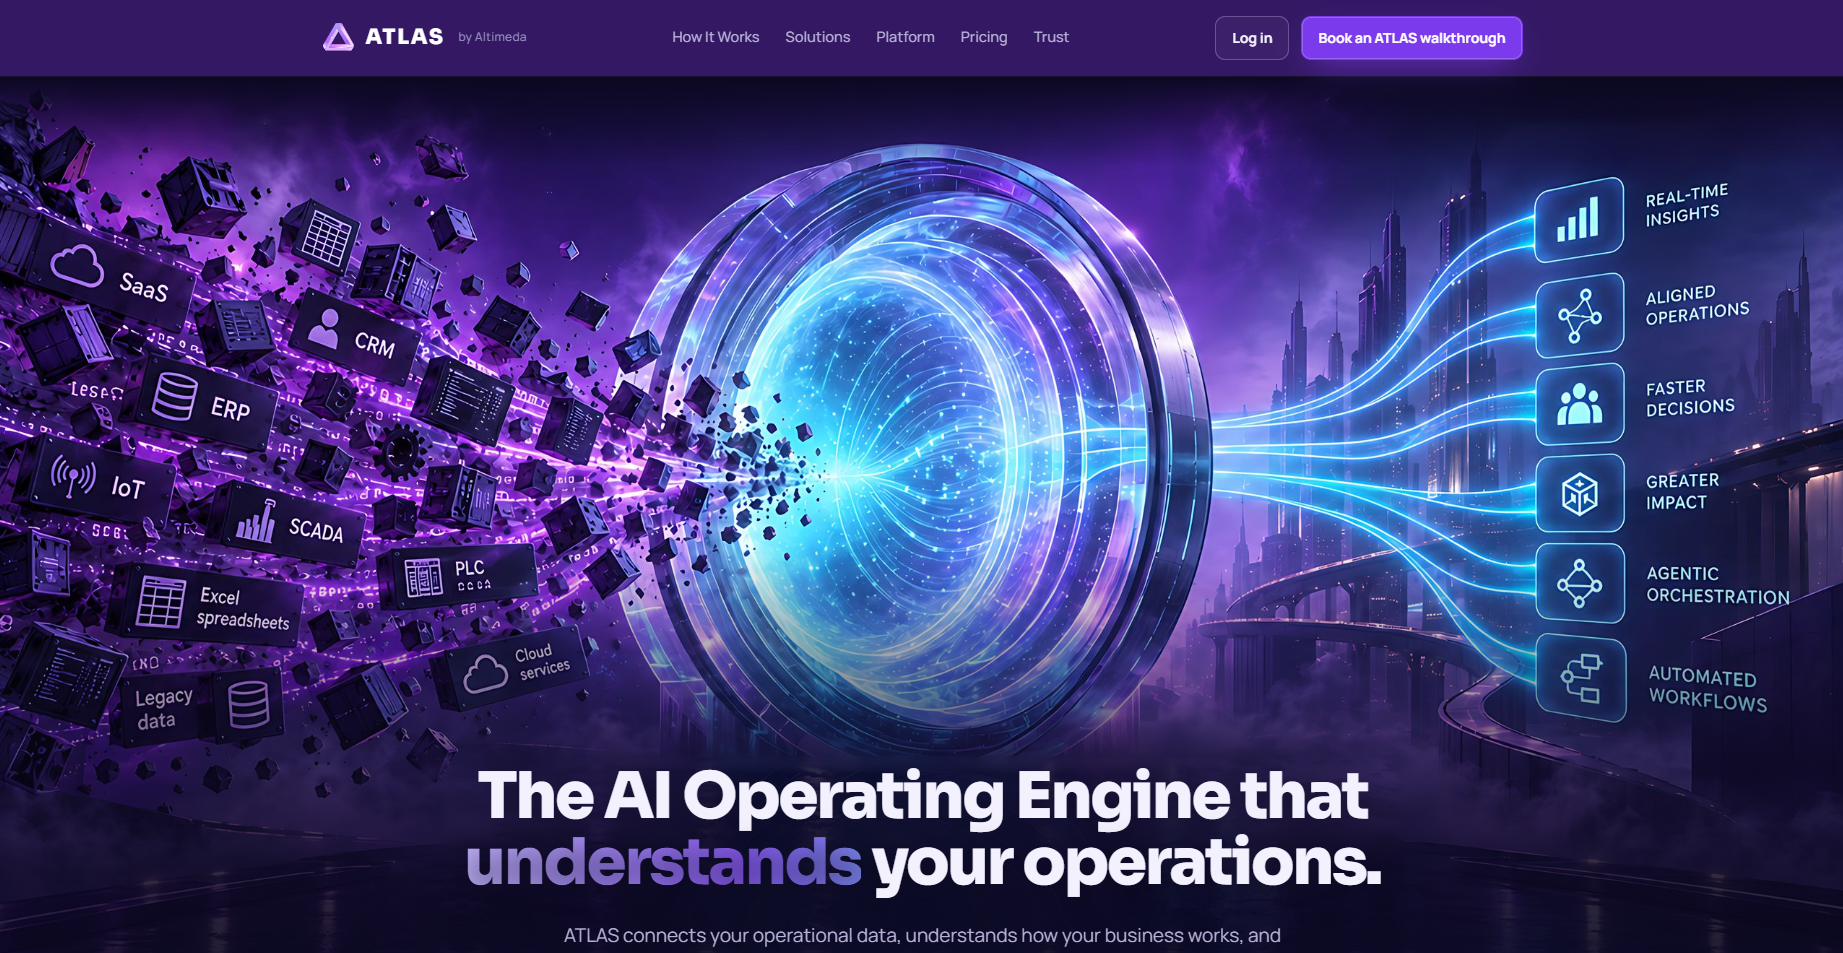 ATLAS by Altimeda
How It Works
Solutions
Platform
Pricing
Trust
Log in
Book an ATLAS walkthrough
SaaS
CRM
ERP
IoT
SCADA
PLC
Excel
spreadsheets
Cloud
services
Legacy
data
REAL-TIME
INSIGHTS
ALIGNED
OPERATIONS
FASTER
DECISIONS
GREATER
IMPACT
AGENTIC
ORCHESTRATION
AUTOMATED
WORKFLOWS
The AI Operating Engine that
understands your operations.
ATLAS connects your operational data, understands how your business works, and